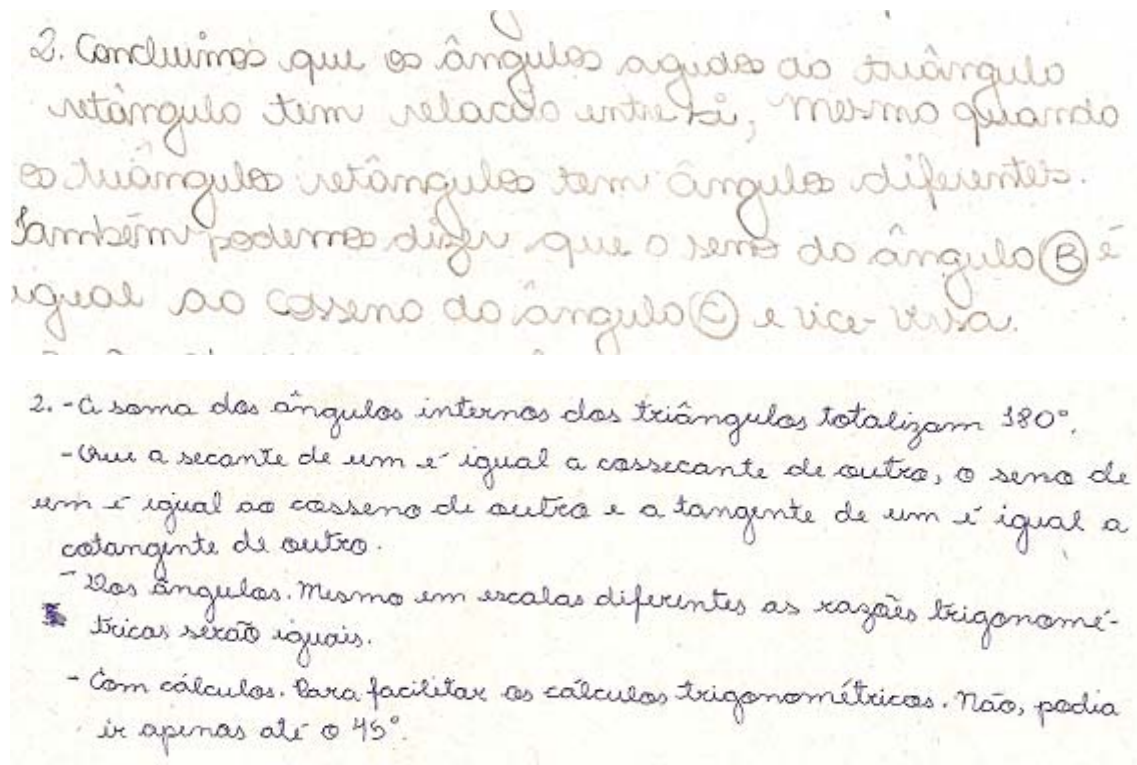 2. Concluimos que os ângulos agudos do triângulo
retângulo tem relação entre si, mesmo quando
os triângulos retângulos tem ângulos diferentes.
Também podemos dizer que o seno do ângulo B é
igual ao cosseno do ângulo C e vice-versa.
2. - A soma dos ângulos internos dos triângulos totalizam 180°.
- Que a secante de um é igual a cossecante de outro, o seno de
um é igual ao cosseno de outro e a tangente de um é igual a
cotangente de outro.
- Dos ângulos. Mesmo em escalas diferentes as razões trigonomé-
tricas serão iguais.
- Com cálculos. Para facilitar os cálculos trigonométricos. Não, podia
ir apenas até o 45°.